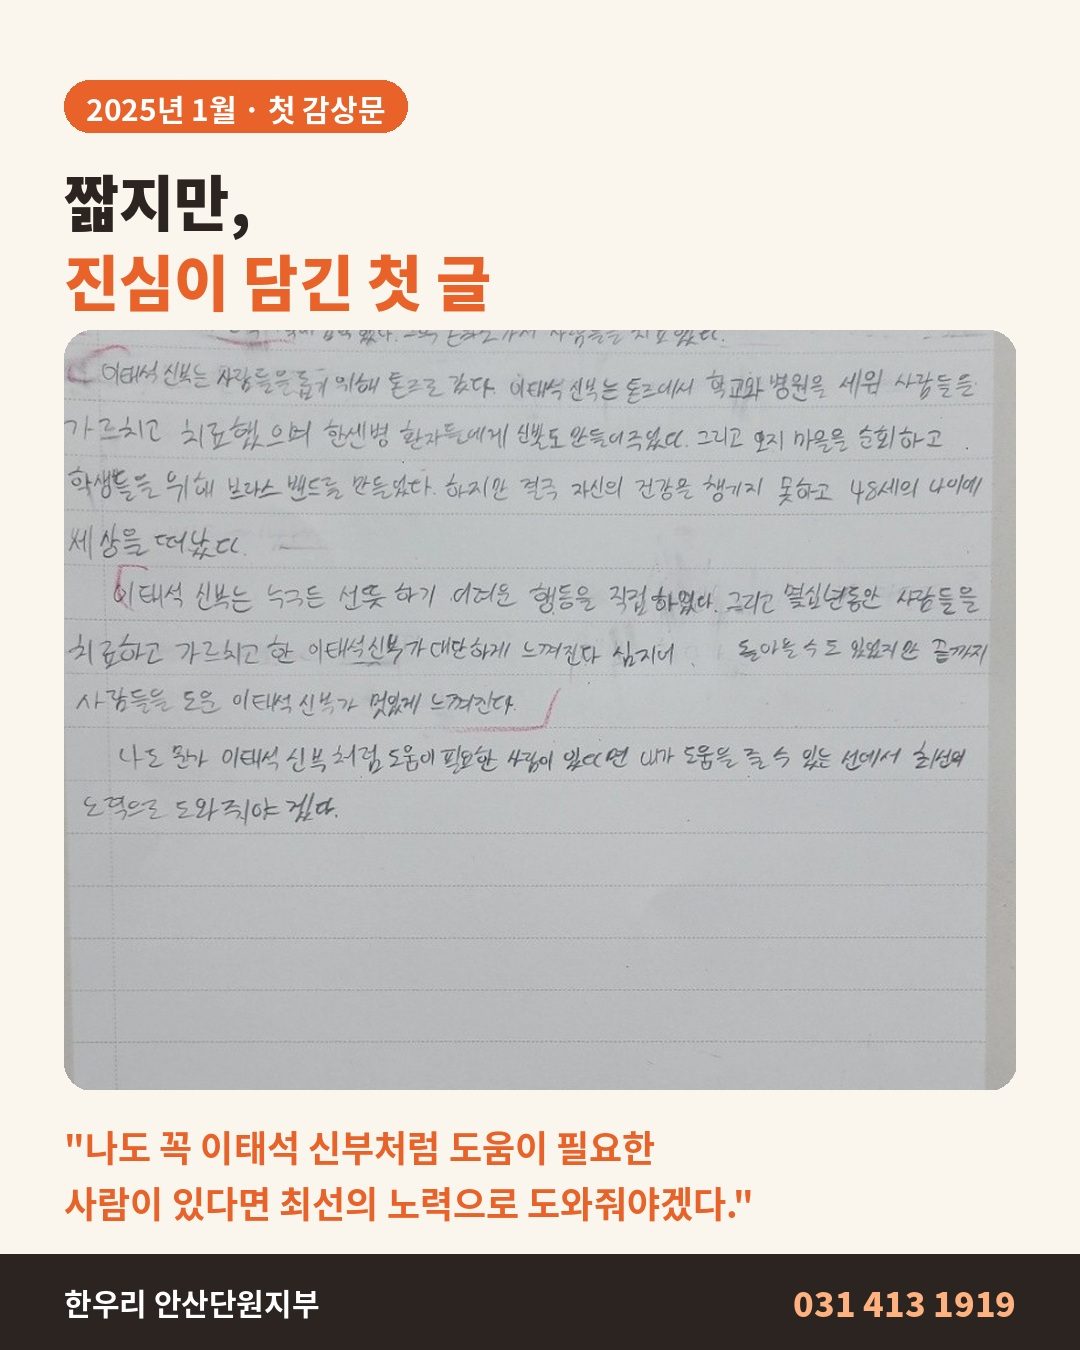 2025년 1월 · 첫 감상문
짧지만,
진심이 담긴 첫 글
사람들을 치료했다.
이태석 신부는 사람들을 돕기 위해 톤즈로 갔다. 이태석 신부는 톤즈에서 학교와 병원을 세워 사람들을
가르치고 치료했으며 한센병 환자들에게 신발도 만들어주었다. 그리고 오지 마을을 순회하고
학생들을 위해 브라스 밴드를 만들었다. 하지만 결국 자신의 건강을 챙기지 못하고 48세의 나이에
세상을 떠났다.
이태석 신부는 누구든 선뜻 하기 어려운 행동을 직접 하였다. 그리고 몇십년동안 사람들을
치료하고 가르치고 한 이태석신부가 대단하게 느껴진다 심지어 돌아올 수도 있었지만 끝까지
사람들을 도운 이태석 신부가 멋있게 느껴진다.
나도 이태석 신부처럼 도움이 필요한 사람이 있다면 내가 도움을 줄 수 있는 선에서 최선의
노력으로 도와줘야겠다.
"나도 꼭 이태석 신부처럼 도움이 필요한
사람이 있다면 최선의 노력으로 도와줘야겠다."
한우리 안산단원지부
031 413 1919